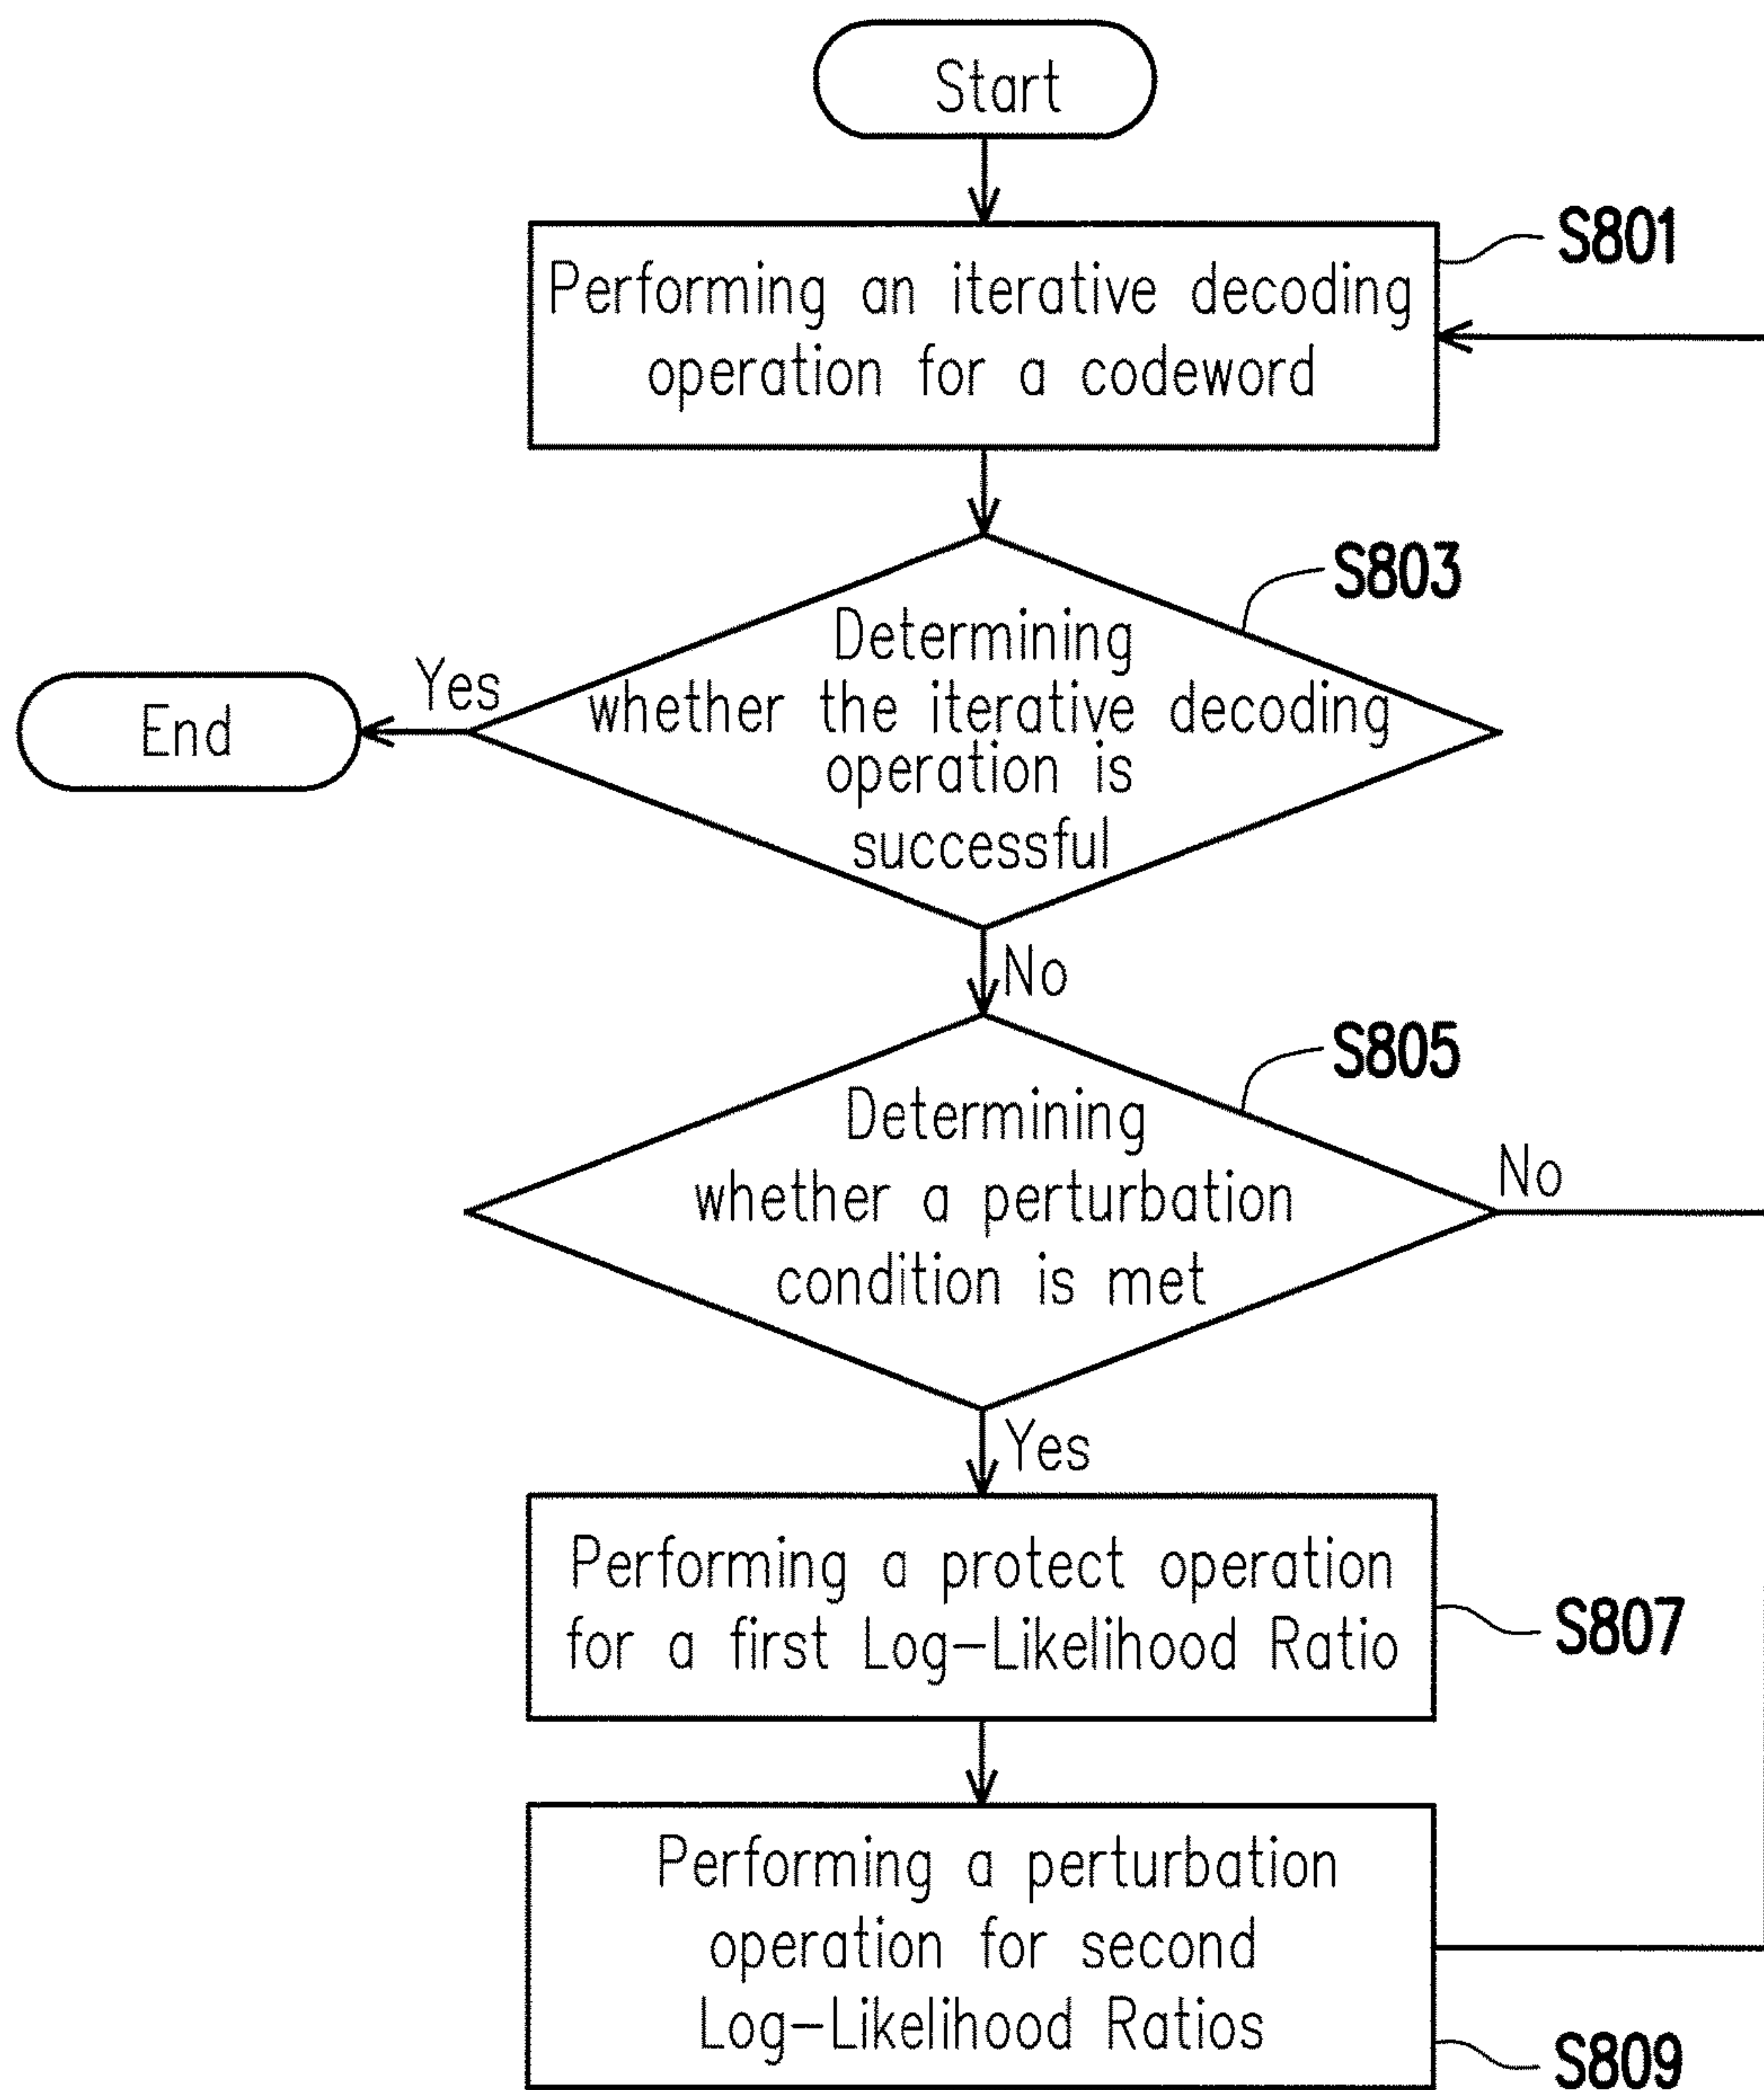 Start
S801
Performing an iterative decoding
operation for a codeword
S803
Determining
whether the iterative decoding
operation is
successful
Yes
End
No
S805
Determining
whether a perturbation
condition is met
No
Yes
Performing a protect operation
for a first Log-Likelihood Ratio
S807
Performing a perturbation
operation for second
Log-Likelihood Ratios
S809